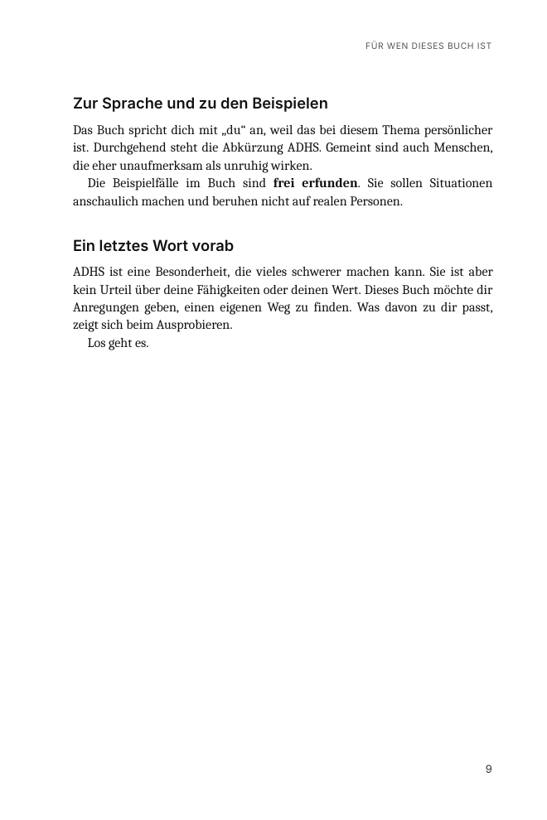 FÜR WEN DIESES BUCH IST
Zur Sprache und zu den Beispielen
Das Buch spricht dich mit „du“ an, weil das bei diesem Thema persönlicher
ist. Durchgehend steht die Abkürzung ADHS. Gemeint sind auch Menschen,
die eher unaufmerksam als unruhig wirken.
Die Beispielfälle im Buch sind frei erfunden. Sie sollen Situationen
anschaulich machen und beruhen nicht auf realen Personen.
Ein letztes Wort vorab
ADHS ist eine Besonderheit, die vieles schwerer machen kann. Sie ist aber
kein Urteil über deine Fähigkeiten oder deinen Wert. Dieses Buch möchte dir
Anregungen geben, einen eigenen Weg zu finden. Was davon zu dir passt,
zeigt sich beim Ausprobieren.
Los geht es.
9